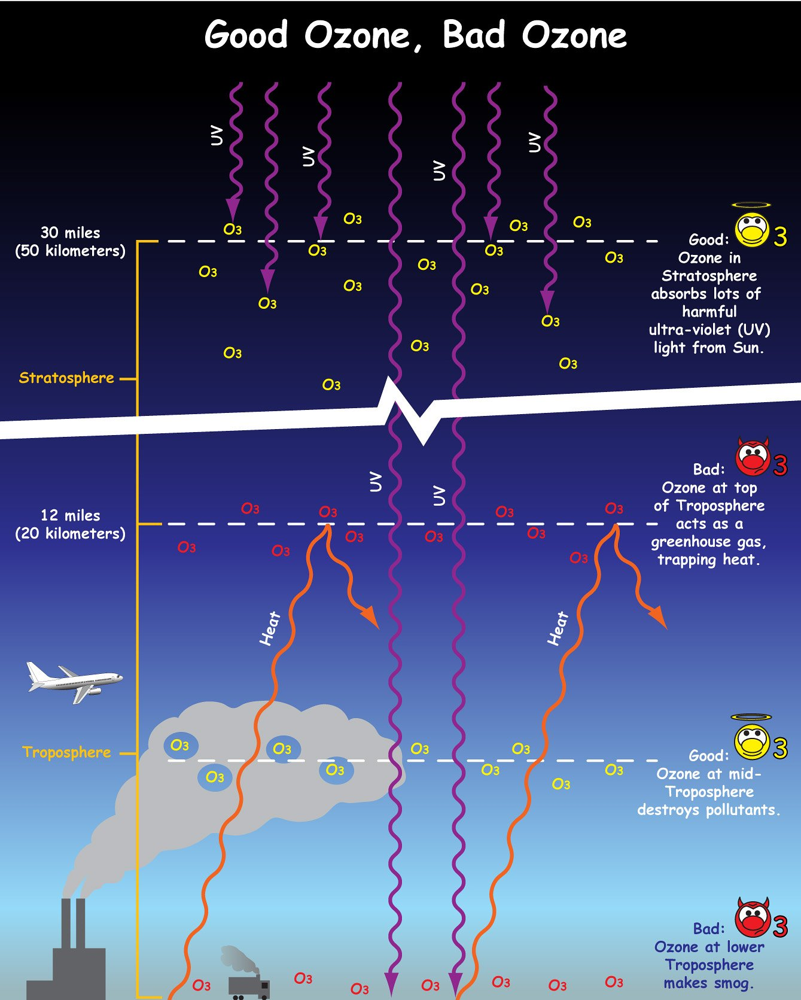 Good Ozone, Bad Ozone
UV
UV
UV
UV
O3
O3
O3
O3
30 miles
(50 kilometers)
O3
O3
O3
O3
O3
O3
O3
O3
O3
O3
O3
O3
O3
O3
Good: 3
Ozone in
Stratosphere
absorbs lots of
harmful
ultra-violet (UV)
light from Sun.
Stratosphere
UV
UV
Bad: 3
Ozone at top
of Troposphere
acts as a
greenhouse gas,
trapping heat.
12 miles
(20 kilometers)
O3
O3
O3
O3
O3
O3
O3
O3
O3
O3
Heat
Heat
Troposphere
O3
O3
O3
O3
O3
O3
O3
O3
O3
Good: 3
Ozone at mid-
Troposphere
destroys pollutants.
Bad: 3
Ozone at lower
Troposphere
makes smog.
O3
O3
O3
O3
O3
O3
O3